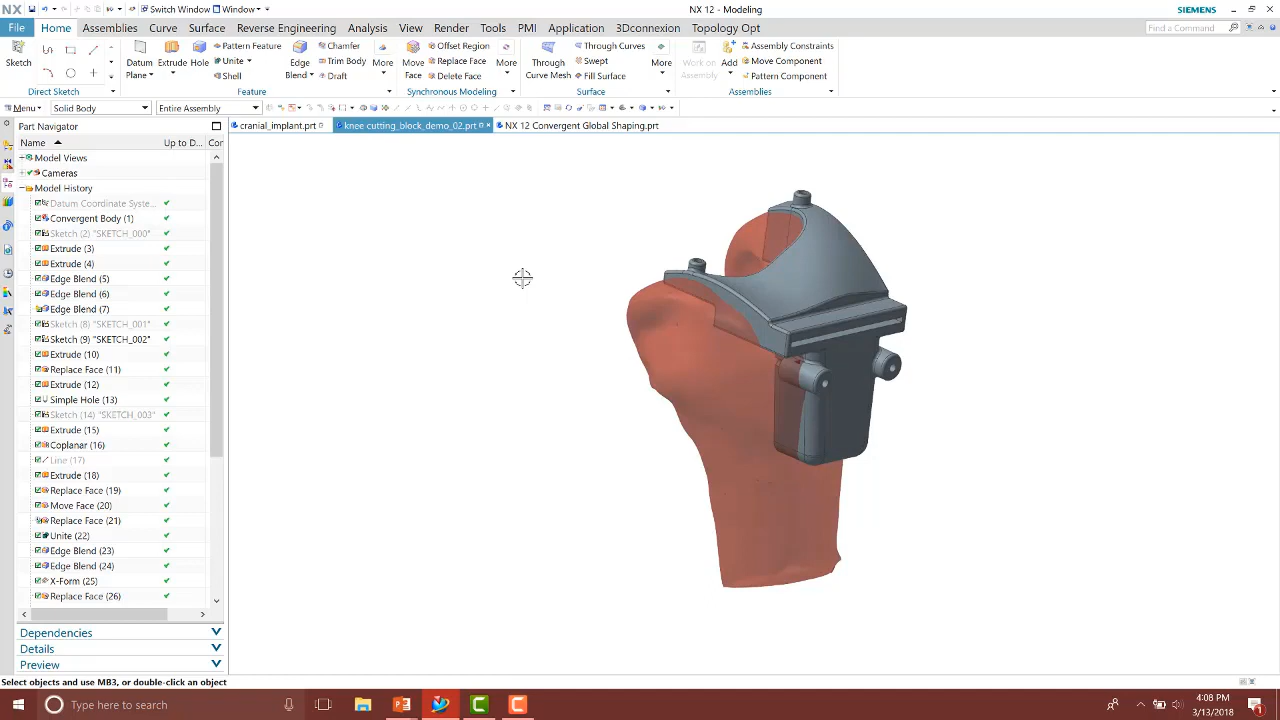 NX Switch Window Window NX 12 - Modeling SIEMENS
File Home Assemblies Curve Surface Reverse Engineering Analysis View Render Tools PMI Application 3Dconnexion Topology Opt Find a Command
Sketch
Direct Sketch
Datum Plane
Extrude
Hole
Pattern Feature
Unite
Shell
Edge Blend
Chamfer
Trim Body
Draft
More
Feature
Move Face
Offset Region
Replace Face
Delete Face
More
Synchronous Modeling
Through Curve Mesh
Through Curves
Swept
Fill Surface
More
Surface
Work on Assembly
Add
Assembly Constraints
Move Component
Pattern Component
Assemblies
Menu Solid Body Entire Assembly
Part Navigator
cranial_implant.prt knee cutting_block_demo_02.prt NX 12 Convergent Global Shaping.prt
Name Up to D... Cor
Model Views
Cameras
Model History
Datum Coordinate Syste...
Convergent Body (1)
Sketch (2) "SKETCH_000"
Extrude (3)
Extrude (4)
Edge Blend (5)
Edge Blend (6)
Edge Blend (7)
Sketch (8) "SKETCH_001"
Sketch (9) "SKETCH_002"
Extrude (10)
Replace Face (11)
Extrude (12)
Simple Hole (13)
Sketch (14) "SKETCH_003"
Extrude (15)
Coplanar (16)
Line (17)
Extrude (18)
Replace Face (19)
Move Face (20)
Replace Face (21)
Unite (22)
Edge Blend (23)
Edge Blend (24)
X-Form (25)
Replace Face (26)
Dependencies
Details
Preview
Select objects and use MB3, or double-click an object
Type here to search
4:08 PM
3/13/2018
1